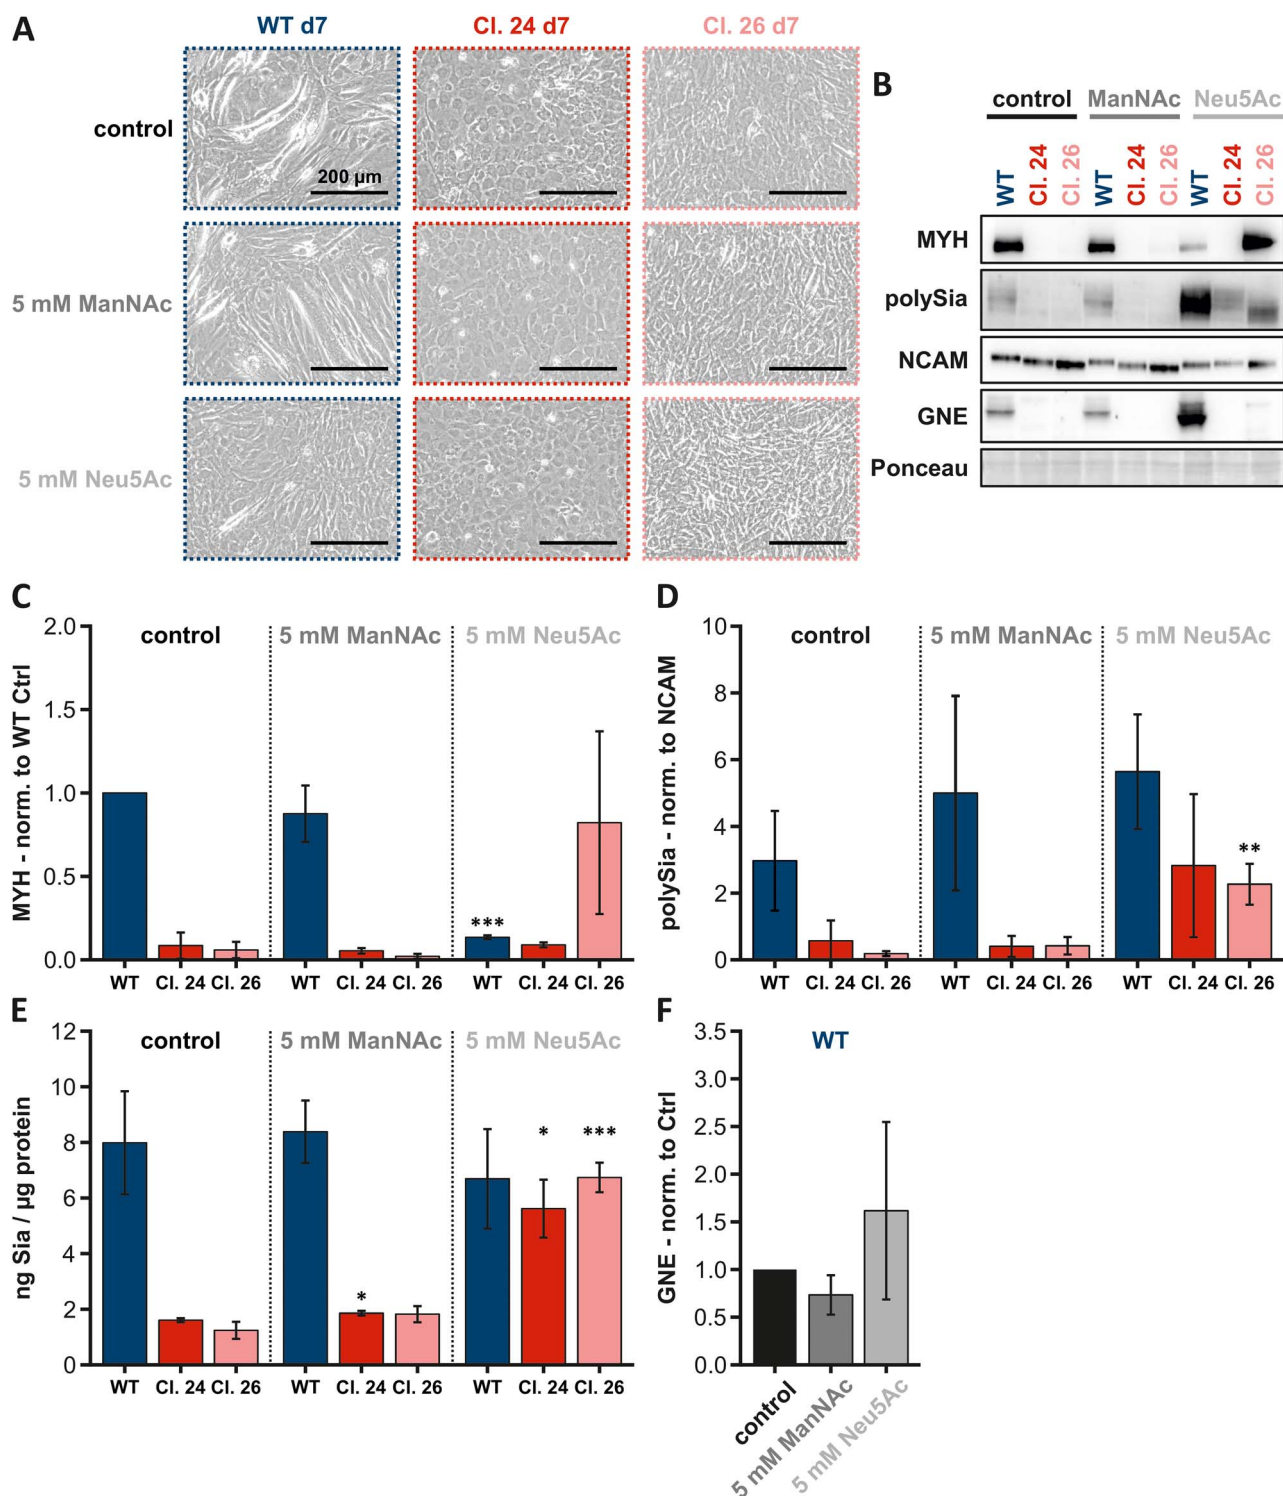 A
WT d7
Cl. 24 d7
Cl. 26 d7
control
200 µm
5 mM ManNAc
5 mM Neu5Ac
B
control
ManNAc
Neu5Ac
WT
Cl. 24
Cl. 26
WT
Cl. 24
Cl. 26
WT
Cl. 24
Cl. 26
MYH
polySia
NCAM
GNE
Ponceau
C
MYH - norm. to WT Ctrl
2.0
1.5
1.0
0.5
0.0
control
5 mM ManNAc
5 mM Neu5Ac
***
WT
Cl. 24
Cl. 26
WT
Cl. 24
Cl. 26
WT
Cl. 24
Cl. 26
D
polySia - norm. to NCAM
10
8
6
4
2
0
control
5 mM ManNAc
5 mM Neu5Ac
**
WT
Cl. 24
Cl. 26
WT
Cl. 24
Cl. 26
WT
Cl. 24
Cl. 26
E
ng Sia / µg protein
12
10
8
6
4
2
0
control
5 mM ManNAc
5 mM Neu5Ac
*
*
***
WT
Cl. 24
Cl. 26
WT
Cl. 24
Cl. 26
WT
Cl. 24
Cl. 26
F
GNE - norm. to Ctrl
3.5
3.0
2.5
2.0
1.5
1.0
0.5
0.0
WT
control
5 mM ManNAc
5 mM Neu5Ac